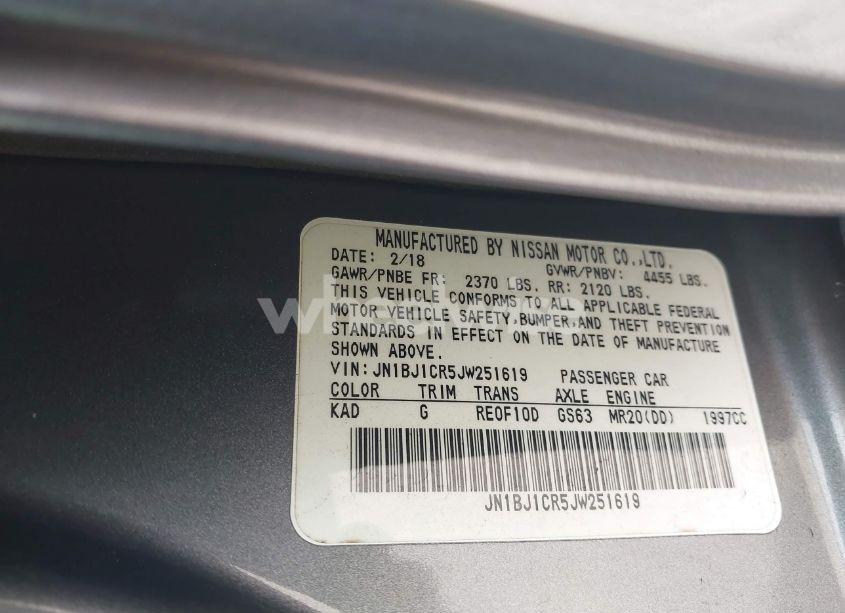 MANUFACTURED BY NISSAN MOTOR CO.,LTD.
DATE: 2/18 GVWR/PNBV: 4455 LBS.
GAWR/PNBE FR: 2370 LBS. RR: 2120 LBS.
THIS VEHICLE CONFORMS TO ALL APPLICABLE FEDERAL
MOTOR VEHICLE SAFETY,BUMPER,AND THEFT PREVENTION
STANDARDS IN EFFECT ON THE DATE OF MANUFACTURE
SHOWN ABOVE.
VIN:JN1BJ1CR5JW251619 PASSENGER CAR
COLOR TRIM TRANS AXLE ENGINE
KAD G RE0F10D GS63 MR20(DD) 1997CC
JN1BJ1CR5JW251619